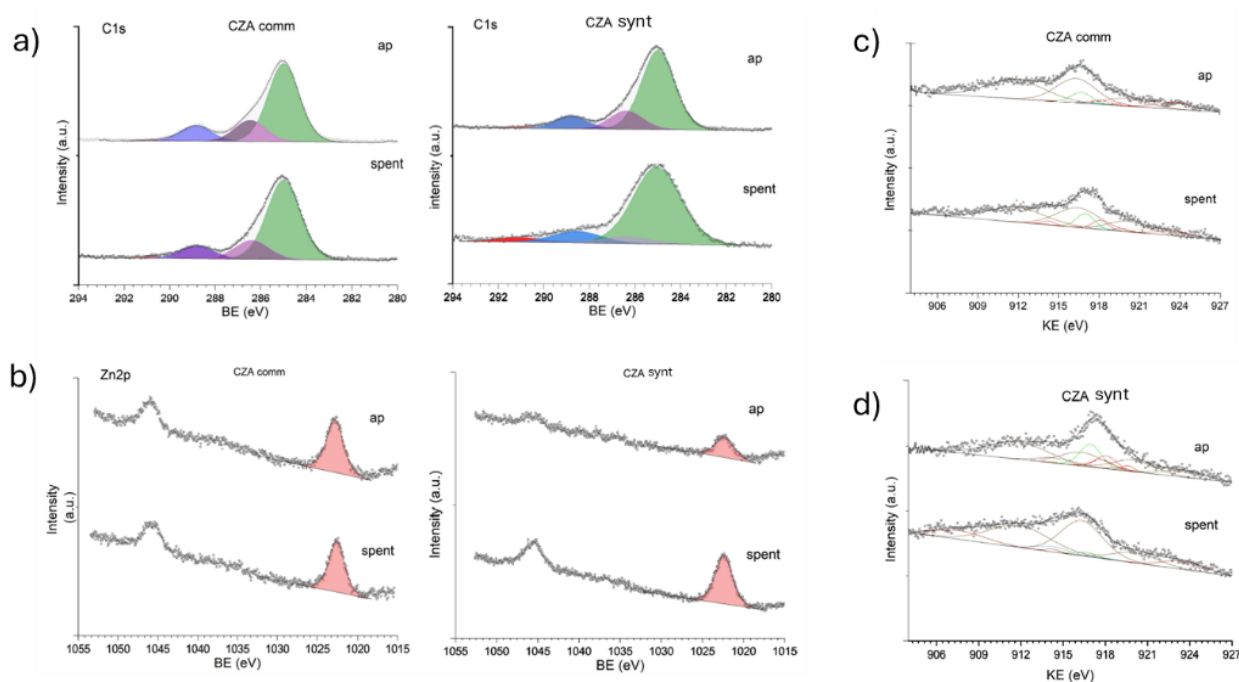 a)
C1s
CZA comm
ap
spent
Intensity (a.u.)
294 292 290 288 286 284 282 280
BE (eV)
C1s
CZA synt
ap
spent
intensity (a.u.)
294 292 290 288 286 284 282 280
BE (eV)
c)
CZA comm
ap
spent
Intensity (a.u.)
906 909 912 915 918 921 924 927
KE (eV)
b)
Zn2p
CZA comm
ap
spent
Intensity
(a.u.)
1055 1050 1045 1040 1035 1030 1025 1020 1015
BE (eV)
CZA synt
ap
spent
Intensity (a.u.)
1055 1050 1045 1040 1035 1030 1025 1020 1015
BE (eV)
d)
CZA synt
ap
spent
Intensity (a.u.)
906 909 912 915 918 921 924 927
KE (eV)